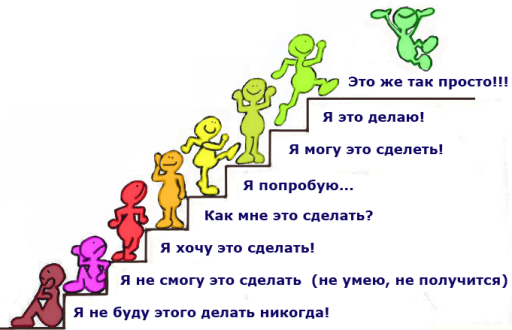 Это же так просто!!!
Я это делаю!
Я могу это сделеть!
Я попробую...
Как мне это сделать?
Я хочу это сделать!
Я не смогу это сделать (не умею, не получится)
Я не буду этого делать никогда!